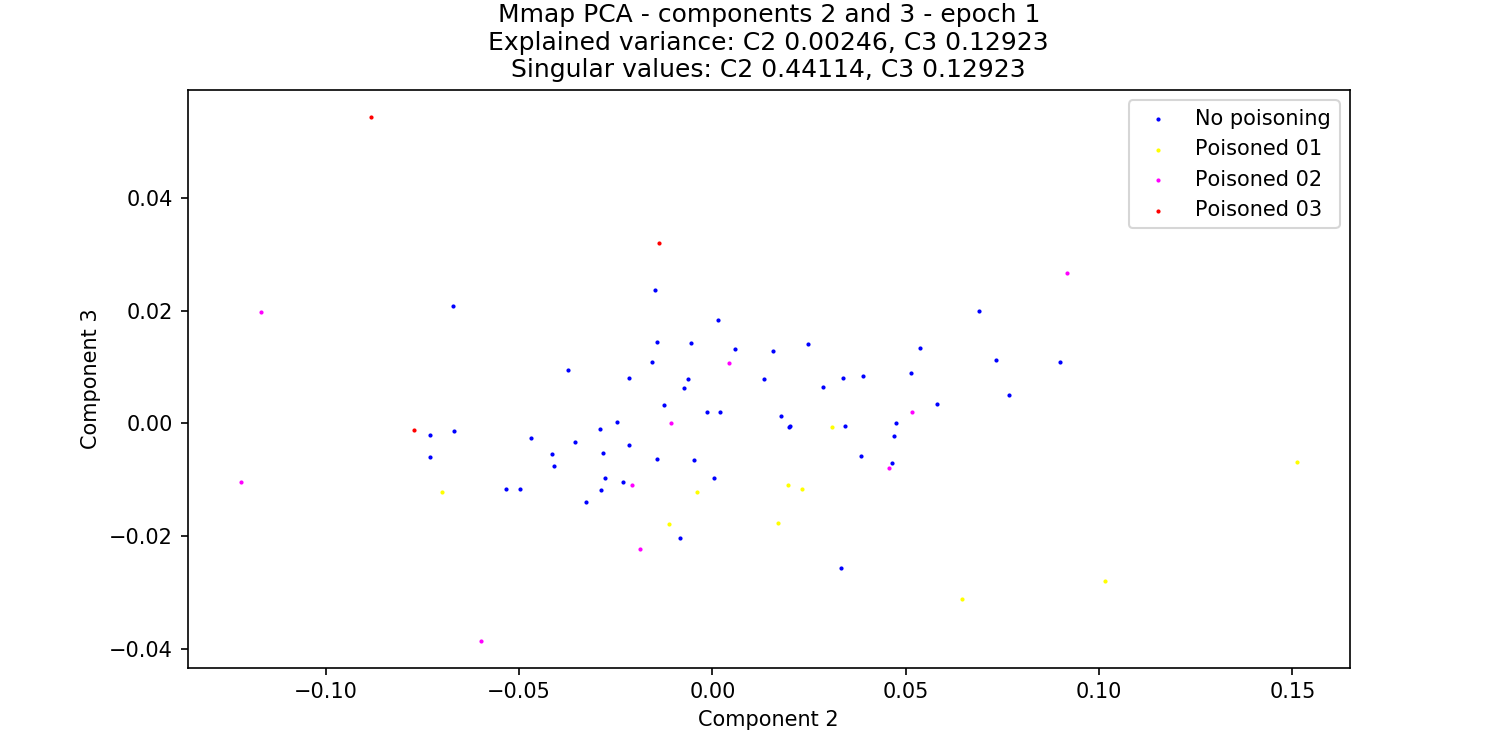 Mmap PCA - components 2 and 3 - epoch 1
Explained variance: C2 0.00246, C3 0.12923
Singular values: C2 0.44114, C3 0.12923
No poisoning
Poisoned 01
Poisoned 02
Poisoned 03
0.04
0.02
0.00
−0.02
−0.04
Component 3
−0.10
−0.05
0.00
0.05
0.10
0.15
Component 2